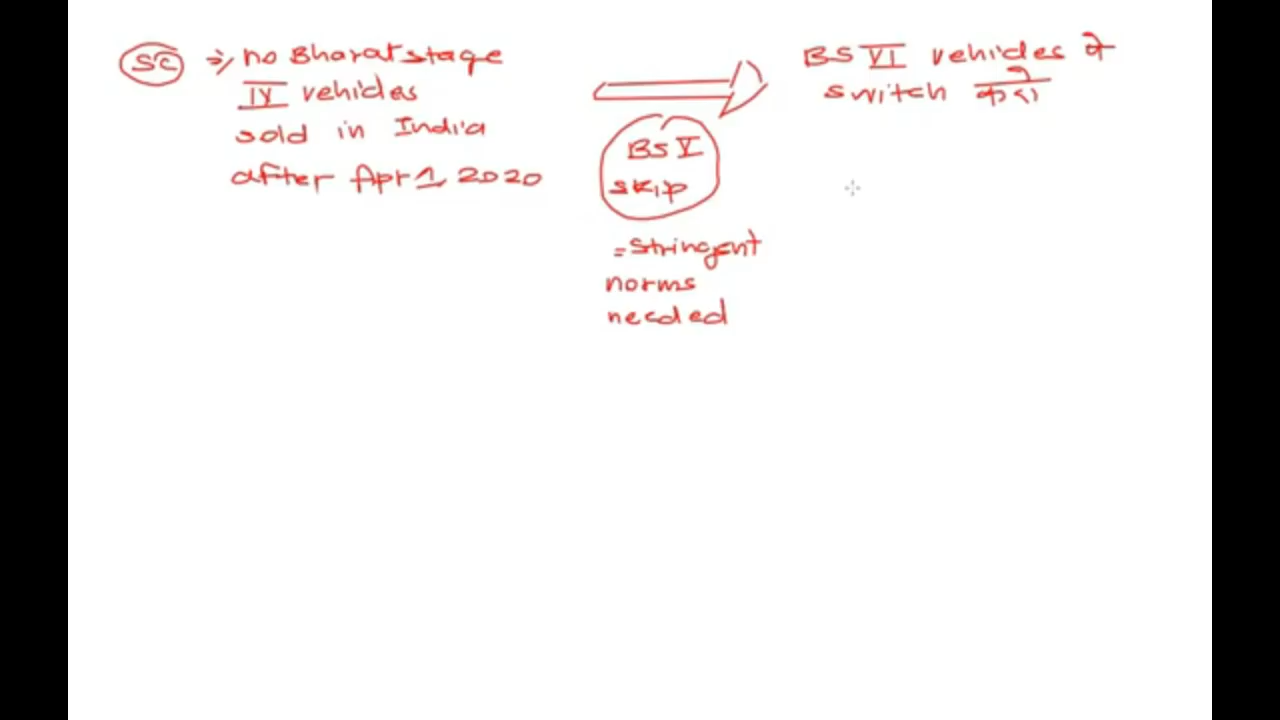 SC ⇒ no Bharat stage
IV vehicles
sold in India
after Apr 1, 2020
BS V
skip
= stringent
norms
needed
BS VI vehicles पे
switch करो